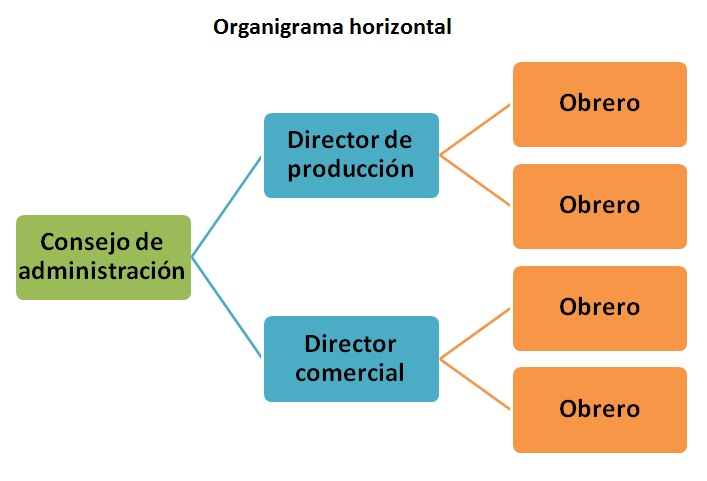 Organigrama horizontal
Consejo de
administración
Director de
producción
Obrero
Obrero
Director
comercial
Obrero
Obrero